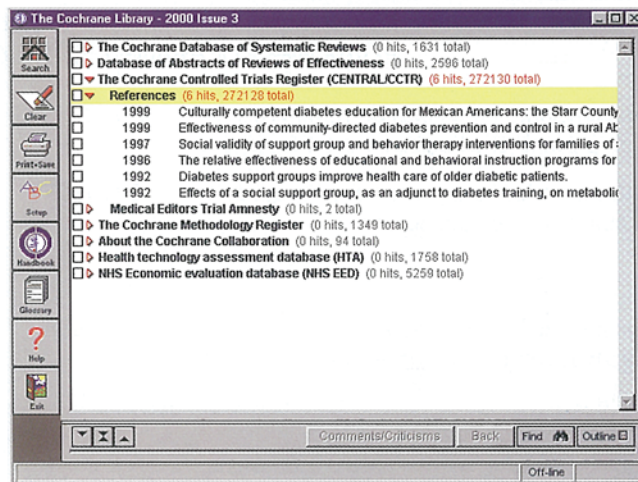 The Cochrane Library - 2000 Issue 3
Search
Clear
Print+Save
Setup
Handbook
Glossary
Help
Exit
The Cochrane Database of Systematic Reviews (0 hits, 1631 total)
Database of Abstracts of Reviews of Effectiveness (0 hits, 2596 total)
The Cochrane Controlled Trials Register (CENTRAL/CCTR) (6 hits, 272130 total)
References (6 hits, 272128 total)
1999 Culturally competent diabetes education for Mexican Americans: the Starr County
1999 Effectiveness of community-directed diabetes prevention and control in a rural Ab
1997 Social validity of support group and behavior therapy interventions for families of
1996 The relative effectiveness of educational and behavioral instruction programs for
1992 Diabetes support groups improve health care of older diabetic patients.
1992 Effects of a social support group, as an adjunct to diabetes training, on metabolic
Medical Editors Trial Amnesty (0 hits, 2 total)
The Cochrane Methodology Register (0 hits, 1349 total)
About the Cochrane Collaboration (0 hits, 94 total)
Health technology assessment database (HTA) (0 hits, 1758 total)
NHS Economic evaluation database (NHS EED) (0 hits, 5259 total)
Comments/Criticisms Back Find Outline
Off-line